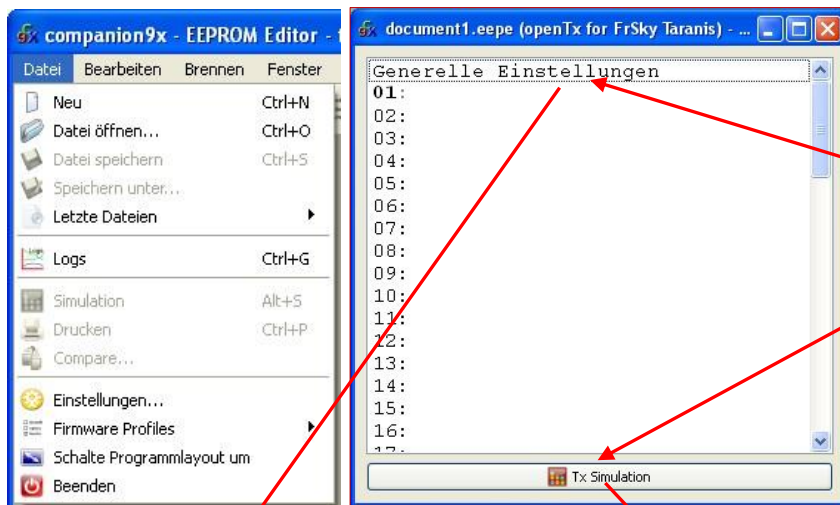 companion9x - EEPROM Editor -
Datei Bearbeiten Brennen Fenster
Neu Ctrl+N
Datei öffnen... Ctrl+O
Datei speichern Ctrl+S
Speichern unter...
Letzte Dateien
Logs Ctrl+G
Simulation Alt+S
Drucken Ctrl+P
Compare...
Einstellungen...
Firmware Profiles
Schalte Programmlayout um
Beenden
document1.eepe (openTx for FrSky Taranis) - ...
Generelle Einstellungen
01:
02:
03:
04:
05:
06:
07:
08:
09:
10:
11:
12:
13:
14:
15:
16:
17:
Tx Simulation